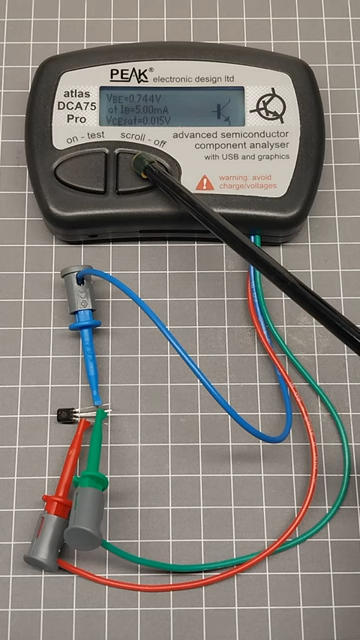 PEAK® electronic design ltd
atlas
DCA75
Pro
VBE=0.744V
at IB=5.00mA
VCEsat=0.015V
on - test
scroll - off
advanced semiconductor
component analyser
with USB and graphics
warning: avoid
charge/voltages